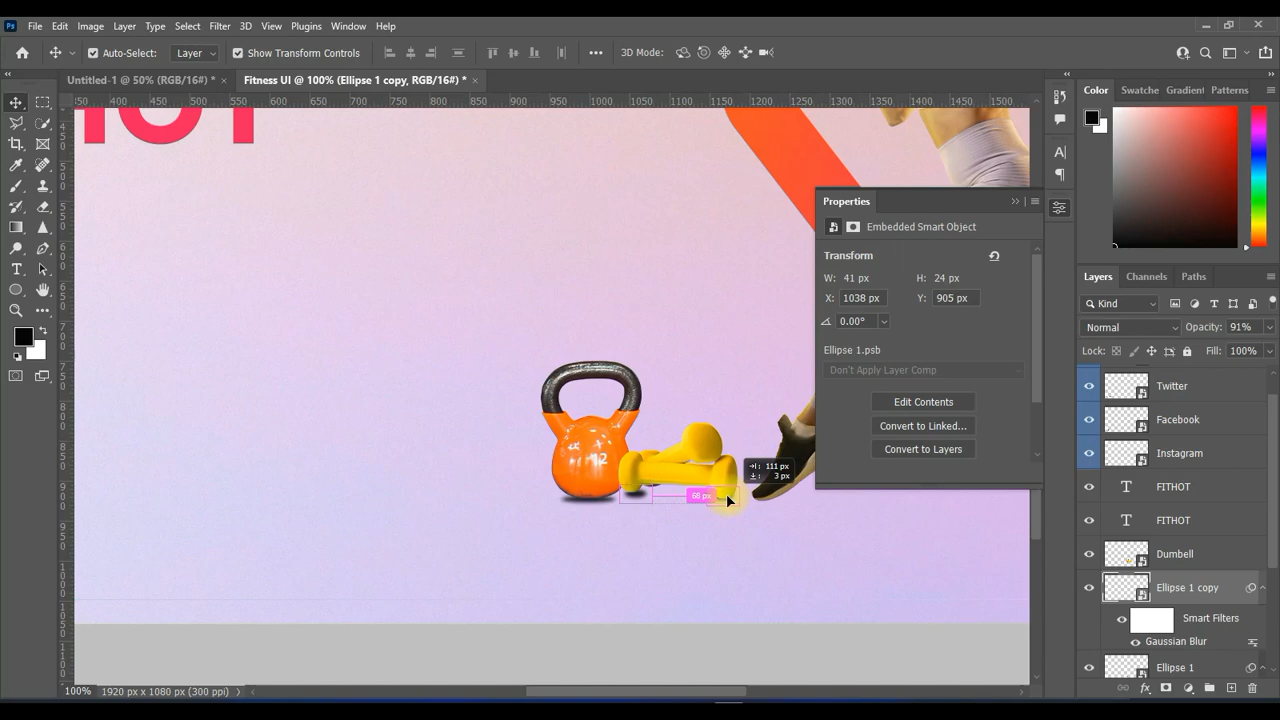 Ps File Edit Image Layer Type Select Filter 3D View Plugins Window Help
Auto-Select: Layer Show Transform Controls 3D Mode:
Untitled-1 @ 50% (RGB/16#) * × Fitness UI @ 100% (Ellipse 1 copy, RGB/16#) * ×
350 400 450 500 550 600 650 700 750 800 850 900 950 1000 1050 1100 1150 1200 1250 1300 1350 1400 1450 1500
Color Swatche Gradient Patterns
Properties
Embedded Smart Object
Transform
W: 41 px H: 24 px
X: 1038 px Y: 905 px
0.00°
Ellipse 1.psb
Don't Apply Layer Comp
Edit Contents
Convert to Linked...
Convert to Layers
12
111 px
3 px
68 px
Layers Channels Paths
Kind
Normal Opacity: 91%
Lock: Fill: 100%
Twitter
Facebook
Instagram
T FITHOT
T FITHOT
Dumbell
Ellipse 1 copy
Smart Filters
Gaussian Blur
Ellipse 1
100% 1920 px x 1080 px (300 ppi)